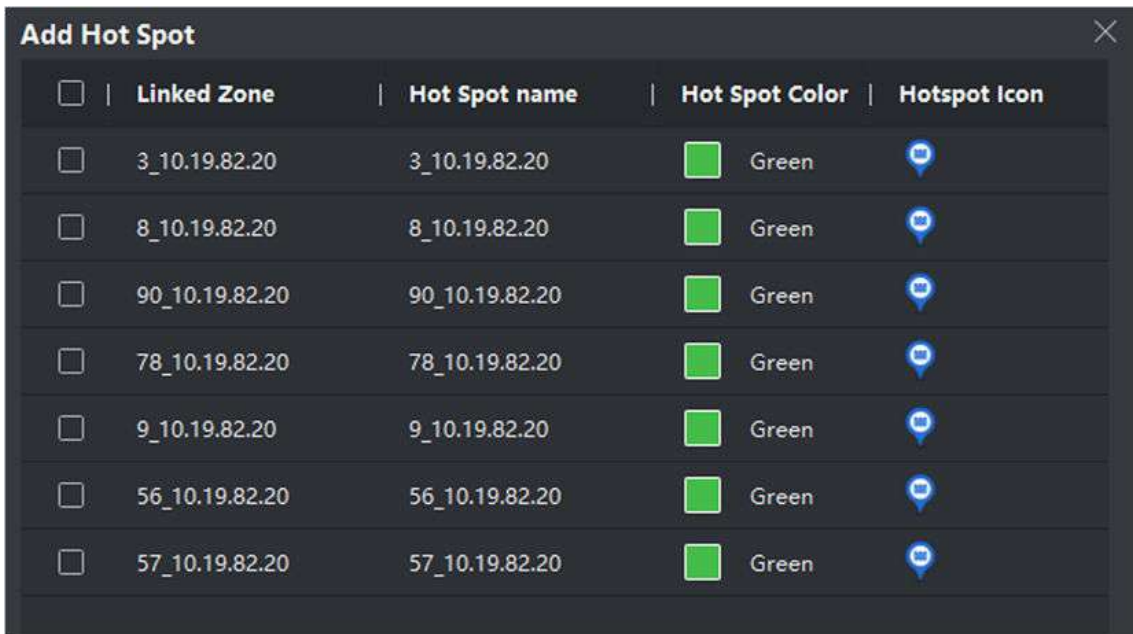 Add Hot Spot
Linked Zone | Hot Spot name | Hot Spot Color | Hotspot Icon
3_10.19.82.20 3_10.19.82.20 Green
8_10.19.82.20 8_10.19.82.20 Green
90_10.19.82.20 90_10.19.82.20 Green
78_10.19.82.20 78_10.19.82.20 Green
9_10.19.82.20 9_10.19.82.20 Green
56_10.19.82.20 56_10.19.82.20 Green
57_10.19.82.20 57_10.19.82.20 Green